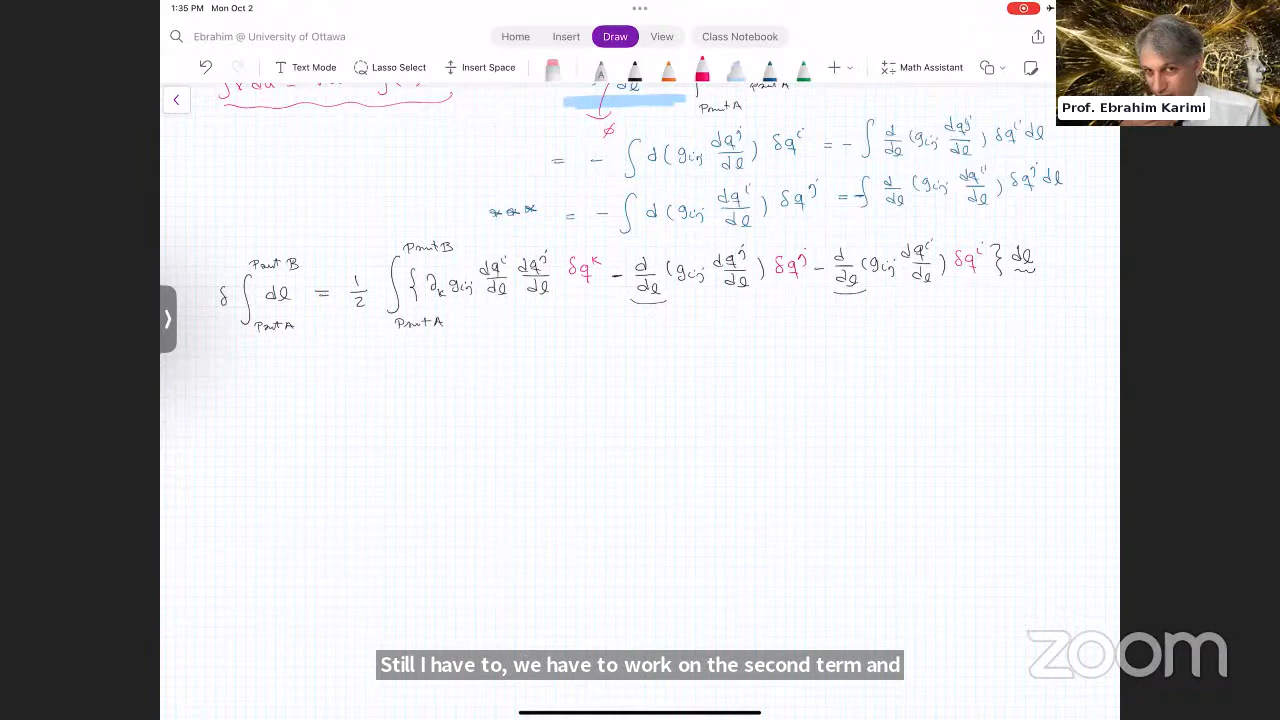 1:35 PM Mon Oct 2
Ebrahim @ University of Ottawa
Home Insert Draw View Class Notebook
Text Mode Lasso Select Insert Space Math Assistant
Prof. Ebrahim Karimi
dl
Point A
Point A
φ
= - ∫ d(g_ij dq^j/dl) δq^i = - ∫ d/dl (g_ij dq^j/dl) δq^i dl
*** = - ∫ d(g_ij dq^i/dl) δq^j = -∫ d/dl (g_ij dq^i/dl) δq^j dl
δ ∫_{Point A}^{Point B} dl = 1/2 ∫_{Point A}^{Point B} { ∂_k g_ij dq^i/dl dq^j/dl δq^k - d/dl (g_ij dq^j/dl) δq^j - d/dl (g_ij dq^i/dl) δq^i } dl
Still I have to, we have to work on the second term and
zoom